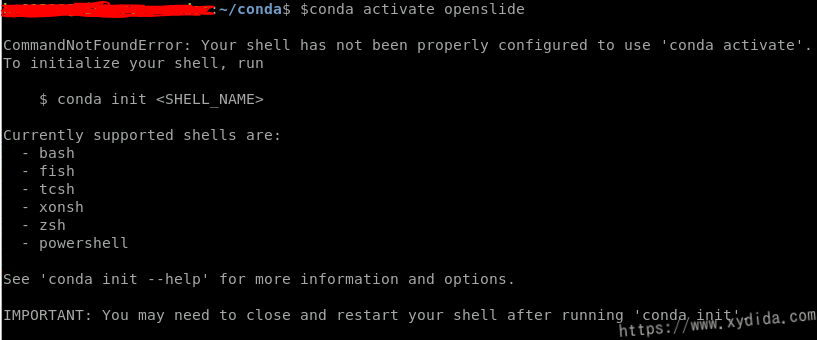 :~/conda$ $conda activate openslide
CommandNotFoundError: Your shell has not been properly configured to use 'conda activate'.
To initialize your shell, run
$ conda init <SHELL_NAME>
Currently supported shells are:
- bash
- fish
- tcsh
- xonsh
- zsh
- powershell
See 'conda init --help' for more information and options.
IMPORTANT: You may need to close and restart your shell after running 'conda init'.
https://www.xydida.com